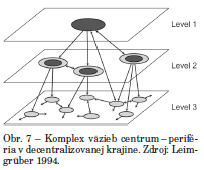 Level 1
Level 2
Level 3
Obr. 7 – Komplex väzieb centrum – perifé-
ria v decentralizovanej krajine. Zdroj: Leim-
grüber 1994.